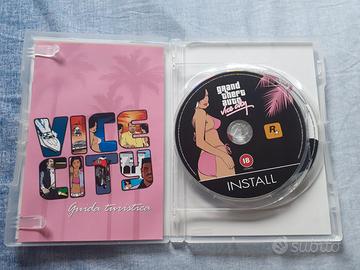 VICE
CITY
Guida turistica
grand
theft
auto
vice city
R
18
INSTALL
Subito